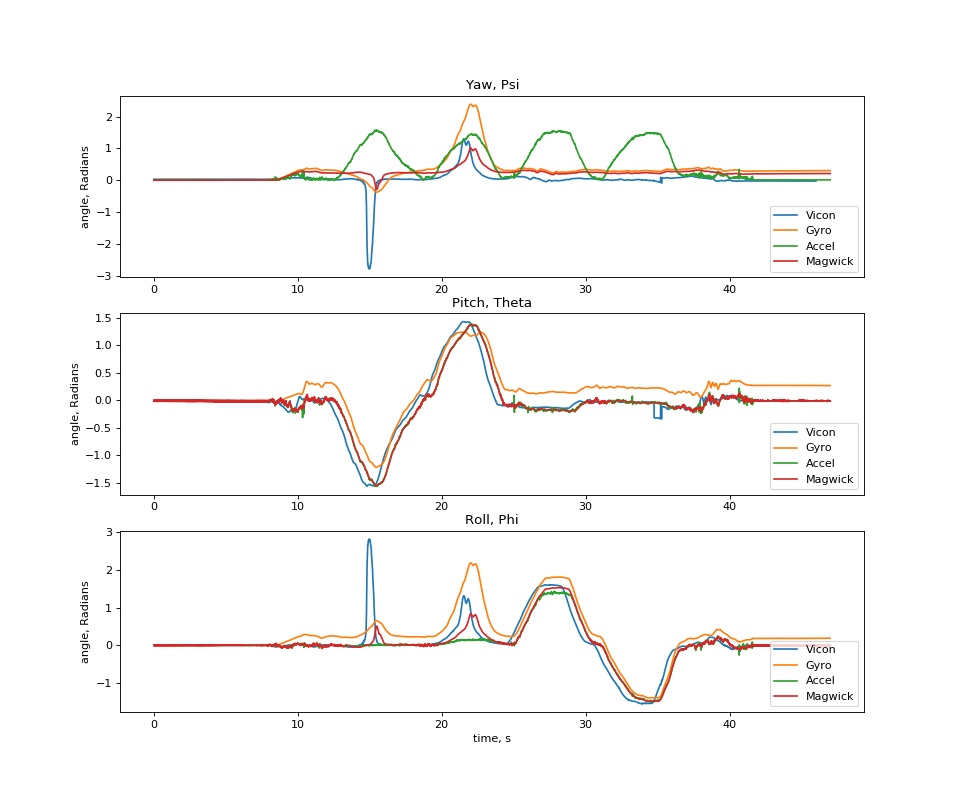 Yaw, Psi
angle, Radians
2
1
0
−1
−2
−3
Vicon
Gyro
Accel
Magwick
0 10 20 30 40
Pitch, Theta
angle, Radians
1.5
1.0
0.5
0.0
−0.5
−1.0
−1.5
Vicon
Gyro
Accel
Magwick
0 10 20 30 40
Roll, Phi
angle, Radians
3
2
1
0
−1
Vicon
Gyro
Accel
Magwick
0 10 20 30 40
time, s